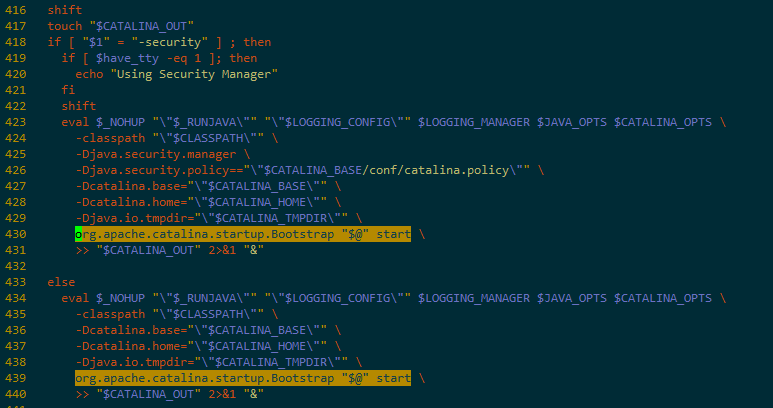 416   shift
417   touch "$CATALINA_OUT"
418   if [ "$1" = "-security" ] ; then
419     if [ $have_tty -eq 1 ]; then
420       echo "Using Security Manager"
421     fi
422     shift
423     eval $_NOHUP "\"$_RUNJAVA\"" "\"$LOGGING_CONFIG\"" $LOGGING_MANAGER $JAVA_OPTS $CATALINA_OPTS \
424       -classpath "\"$CLASSPATH\"" \
425       -Djava.security.manager \
426       -Djava.security.policy=="\"$CATALINA_BASE/conf/catalina.policy\"" \
427       -Dcatalina.base="\"$CATALINA_BASE\"" \
428       -Dcatalina.home="\"$CATALINA_HOME\"" \
429       -Djava.io.tmpdir="\"$CATALINA_TMPDIR\"" \
430       org.apache.catalina.startup.Bootstrap "$@" start \
431       >> "$CATALINA_OUT" 2>&1 "&"
432
433   else
434     eval $_NOHUP "\"$_RUNJAVA\"" "\"$LOGGING_CONFIG\"" $LOGGING_MANAGER $JAVA_OPTS $CATALINA_OPTS \
435       -classpath "\"$CLASSPATH\"" \
436       -Dcatalina.base="\"$CATALINA_BASE\"" \
437       -Dcatalina.home="\"$CATALINA_HOME\"" \
438       -Djava.io.tmpdir="\"$CATALINA_TMPDIR\"" \
439       org.apache.catalina.startup.Bootstrap "$@" start \
440       >> "$CATALINA_OUT" 2>&1 "&"